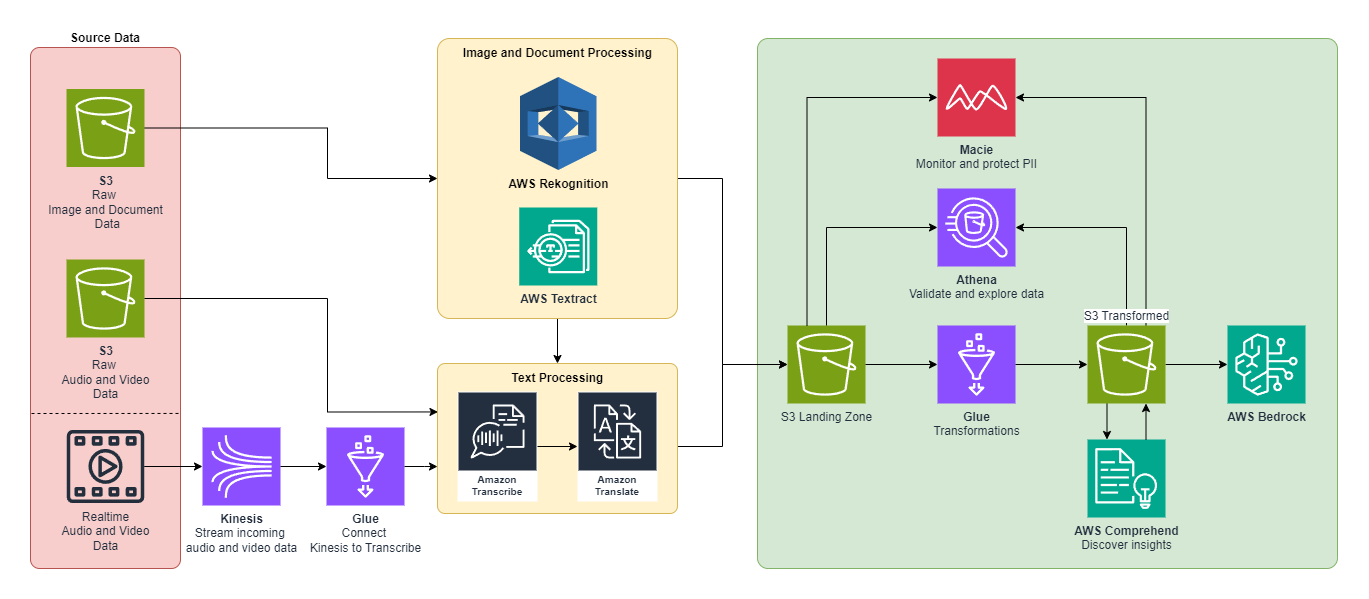 Source Data
S3
Raw
Image and Document
Data
S3
Raw
Audio and Video
Data
Realtime
Audio and Video
Data
Kinesis
Stream incoming
audio and video data
Glue
Connect
Kinesis to Transcribe
Image and Document Processing
AWS Rekognition
AWS Textract
Text Processing
Amazon
Transcribe
Amazon
Translate
Macie
Monitor and protect PII
Athena
Validate and explore data
S3 Landing Zone
Glue
Transformations
S3 Transformed
AWS Bedrock
AWS Comprehend
Discover insights